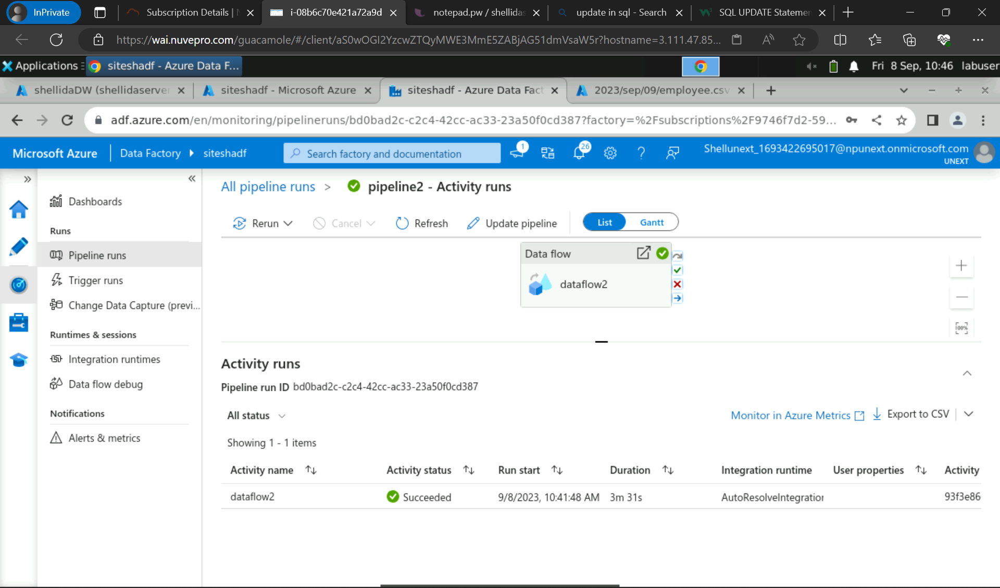 InPrivate
Subscription Details |
i-08b6c70e421a72a9d
notepad.pw / shellidas
update in sql - Search
SQL UPDATE Statemen
https://wai.nuvepro.com/guacamole/#/client/aS0wOGI2YzcwZTQyMWE3MmE5ZABjAG51dmVsaW5r?hostname=3.111.47.85...
Applications
siteshadf - Azure Data F...
Fri 8 Sep, 10:46 labuser
shellidaDW (shellidaserver
siteshadf - Microsoft Azure
siteshadf - Azure Data Fact
2023/sep/09/employee.csv
adf.azure.com/en/monitoring/pipelineruns/bd0bad2c-c2c4-42cc-ac33-23a50f0cd387?factory=%2Fsubscriptions%2F9746f7d2-59...
Microsoft Azure
Data Factory
siteshadf
Search factory and documentation
1
26
Shellunext_1693422695017@npunext.onmicrosoft.com
UNEXT
Dashboards
Runs
Pipeline runs
Trigger runs
Change Data Capture (previ...
Runtimes & sessions
Integration runtimes
Data flow debug
Notifications
Alerts & metrics
All pipeline runs > pipeline2 - Activity runs
Rerun
Cancel
Refresh
Update pipeline
List
Gantt
Data flow
dataflow2
100%
Activity runs
Pipeline run ID bd0bad2c-c2c4-42cc-ac33-23a50f0cd387
All status
Monitor in Azure Metrics
Export to CSV
Showing 1 - 1 items
Activity name Activity status Run start Duration Integration runtime User properties Activity
dataflow2 Succeeded 9/8/2023, 10:41:48 AM 3m 31s AutoResolveIntegration 93f3e86